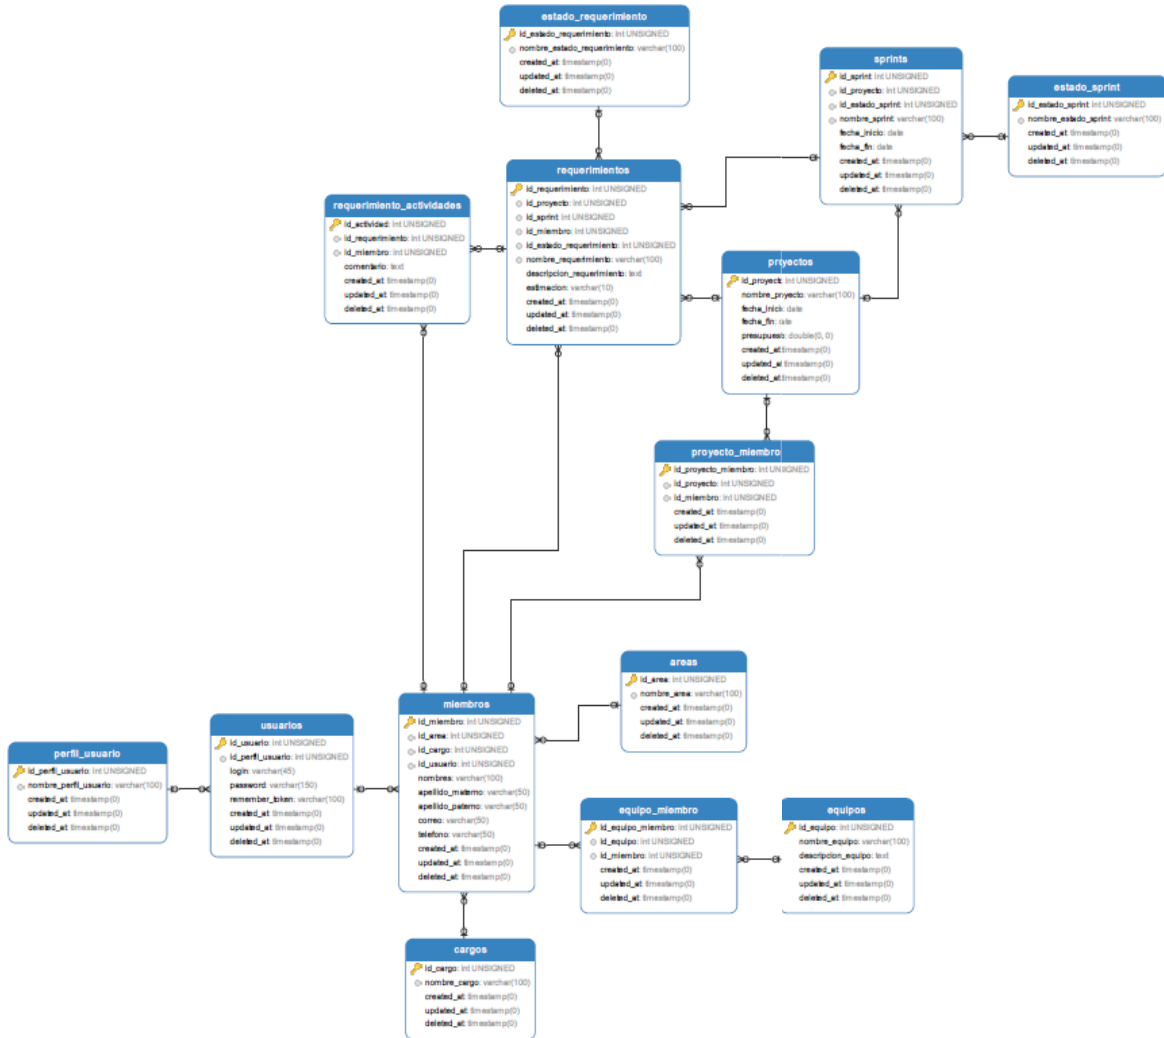 estado_requerimiento
id_estado_requerimiento: int UNSIGNED
nombre_estado_requerimiento: varchar(100)
created_at: timestamp(0)
updated_at: timestamp(0)
deleted_at: timestamp(0)
sprints
id_sprint: int UNSIGNED
id_proyecto: int UNSIGNED
id_estado_sprint: int UNSIGNED
nombre_sprint: varchar(100)
fecha_inicio: date
fecha_fin: date
created_at: timestamp(0)
updated_at: timestamp(0)
deleted_at: timestamp(0)
estado_sprint
id_estado_sprint: int UNSIGNED
nombre_estado_sprint: varchar(100)
created_at: timestamp(0)
updated_at: timestamp(0)
deleted_at: timestamp(0)
requerimientos
id_requerimiento: int UNSIGNED
id_proyecto: int UNSIGNED
id_sprint: int UNSIGNED
id_miembro: int UNSIGNED
id_estado_requerimiento: int UNSIGNED
nombre_requerimiento: varchar(100)
descripcion_requerimiento: text
estimacion: varchar(10)
created_at: timestamp(0)
updated_at: timestamp(0)
deleted_at: timestamp(0)
requerimiento_actividades
id_actividad: int UNSIGNED
id_requerimiento: int UNSIGNED
id_miembro: int UNSIGNED
comentario: text
created_at: timestamp(0)
updated_at: timestamp(0)
deleted_at: timestamp(0)
proyectos
id_proyect: int UNSIGNED
nombre_pnyecto: varchar(100)
fecha_inici: date
fecha_fin: date
presupuesto: double(0, 0)
created_at: timestamp(0)
updated_at: timestamp(0)
deleted_at: timestamp(0)
proyecto_miembro
id_proyecto_miembro: int UNSIGNED
id_proyecto: int UNSIGNED
id_miembro: int UNSIGNED
created_at: timestamp(0)
updated_at: timestamp(0)
deleted_at: timestamp(0)
areas
id_area: int UNSIGNED
nombre_area: varchar(100)
created_at: timestamp(0)
updated_at: timestamp(0)
deleted_at: timestamp(0)
miembros
id_miembro: int UNSIGNED
id_area: int UNSIGNED
id_cargo: int UNSIGNED
id_usuario: int UNSIGNED
nombres: varchar(100)
apellido_materno: varchar(50)
apellido_paterno: varchar(50)
correo: varchar(50)
telefono: varchar(50)
created_at: timestamp(0)
updated_at: timestamp(0)
deleted_at: timestamp(0)
usuarios
id_usuario: int UNSIGNED
id_perfil_usuario: int UNSIGNED
login: varchar(45)
password: varchar(150)
remember_token: varchar(100)
created_at: timestamp(0)
updated_at: timestamp(0)
deleted_at: timestamp(0)
perfil_usuario
id_perfil_usuario: int UNSIGNED
nombre_perfil_usuario: varchar(100)
created_at: timestamp(0)
updated_at: timestamp(0)
deleted_at: timestamp(0)
equipo_miembro
id_equipo_miembro: int UNSIGNED
id_equipo: int UNSIGNED
id_miembro: int UNSIGNED
created_at: timestamp(0)
updated_at: timestamp(0)
deleted_at: timestamp(0)
equipos
id_equipo: int UNSIGNED
nombre_equipo: varchar(100)
descripcion_equipo: text
created_at: timestamp(0)
updated_at: timestamp(0)
deleted_at: timestamp(0)
cargos
id_cargo: int UNSIGNED
nombre_cargo: varchar(100)
created_at: timestamp(0)
updated_at: timestamp(0)
deleted_at: timestamp(0)